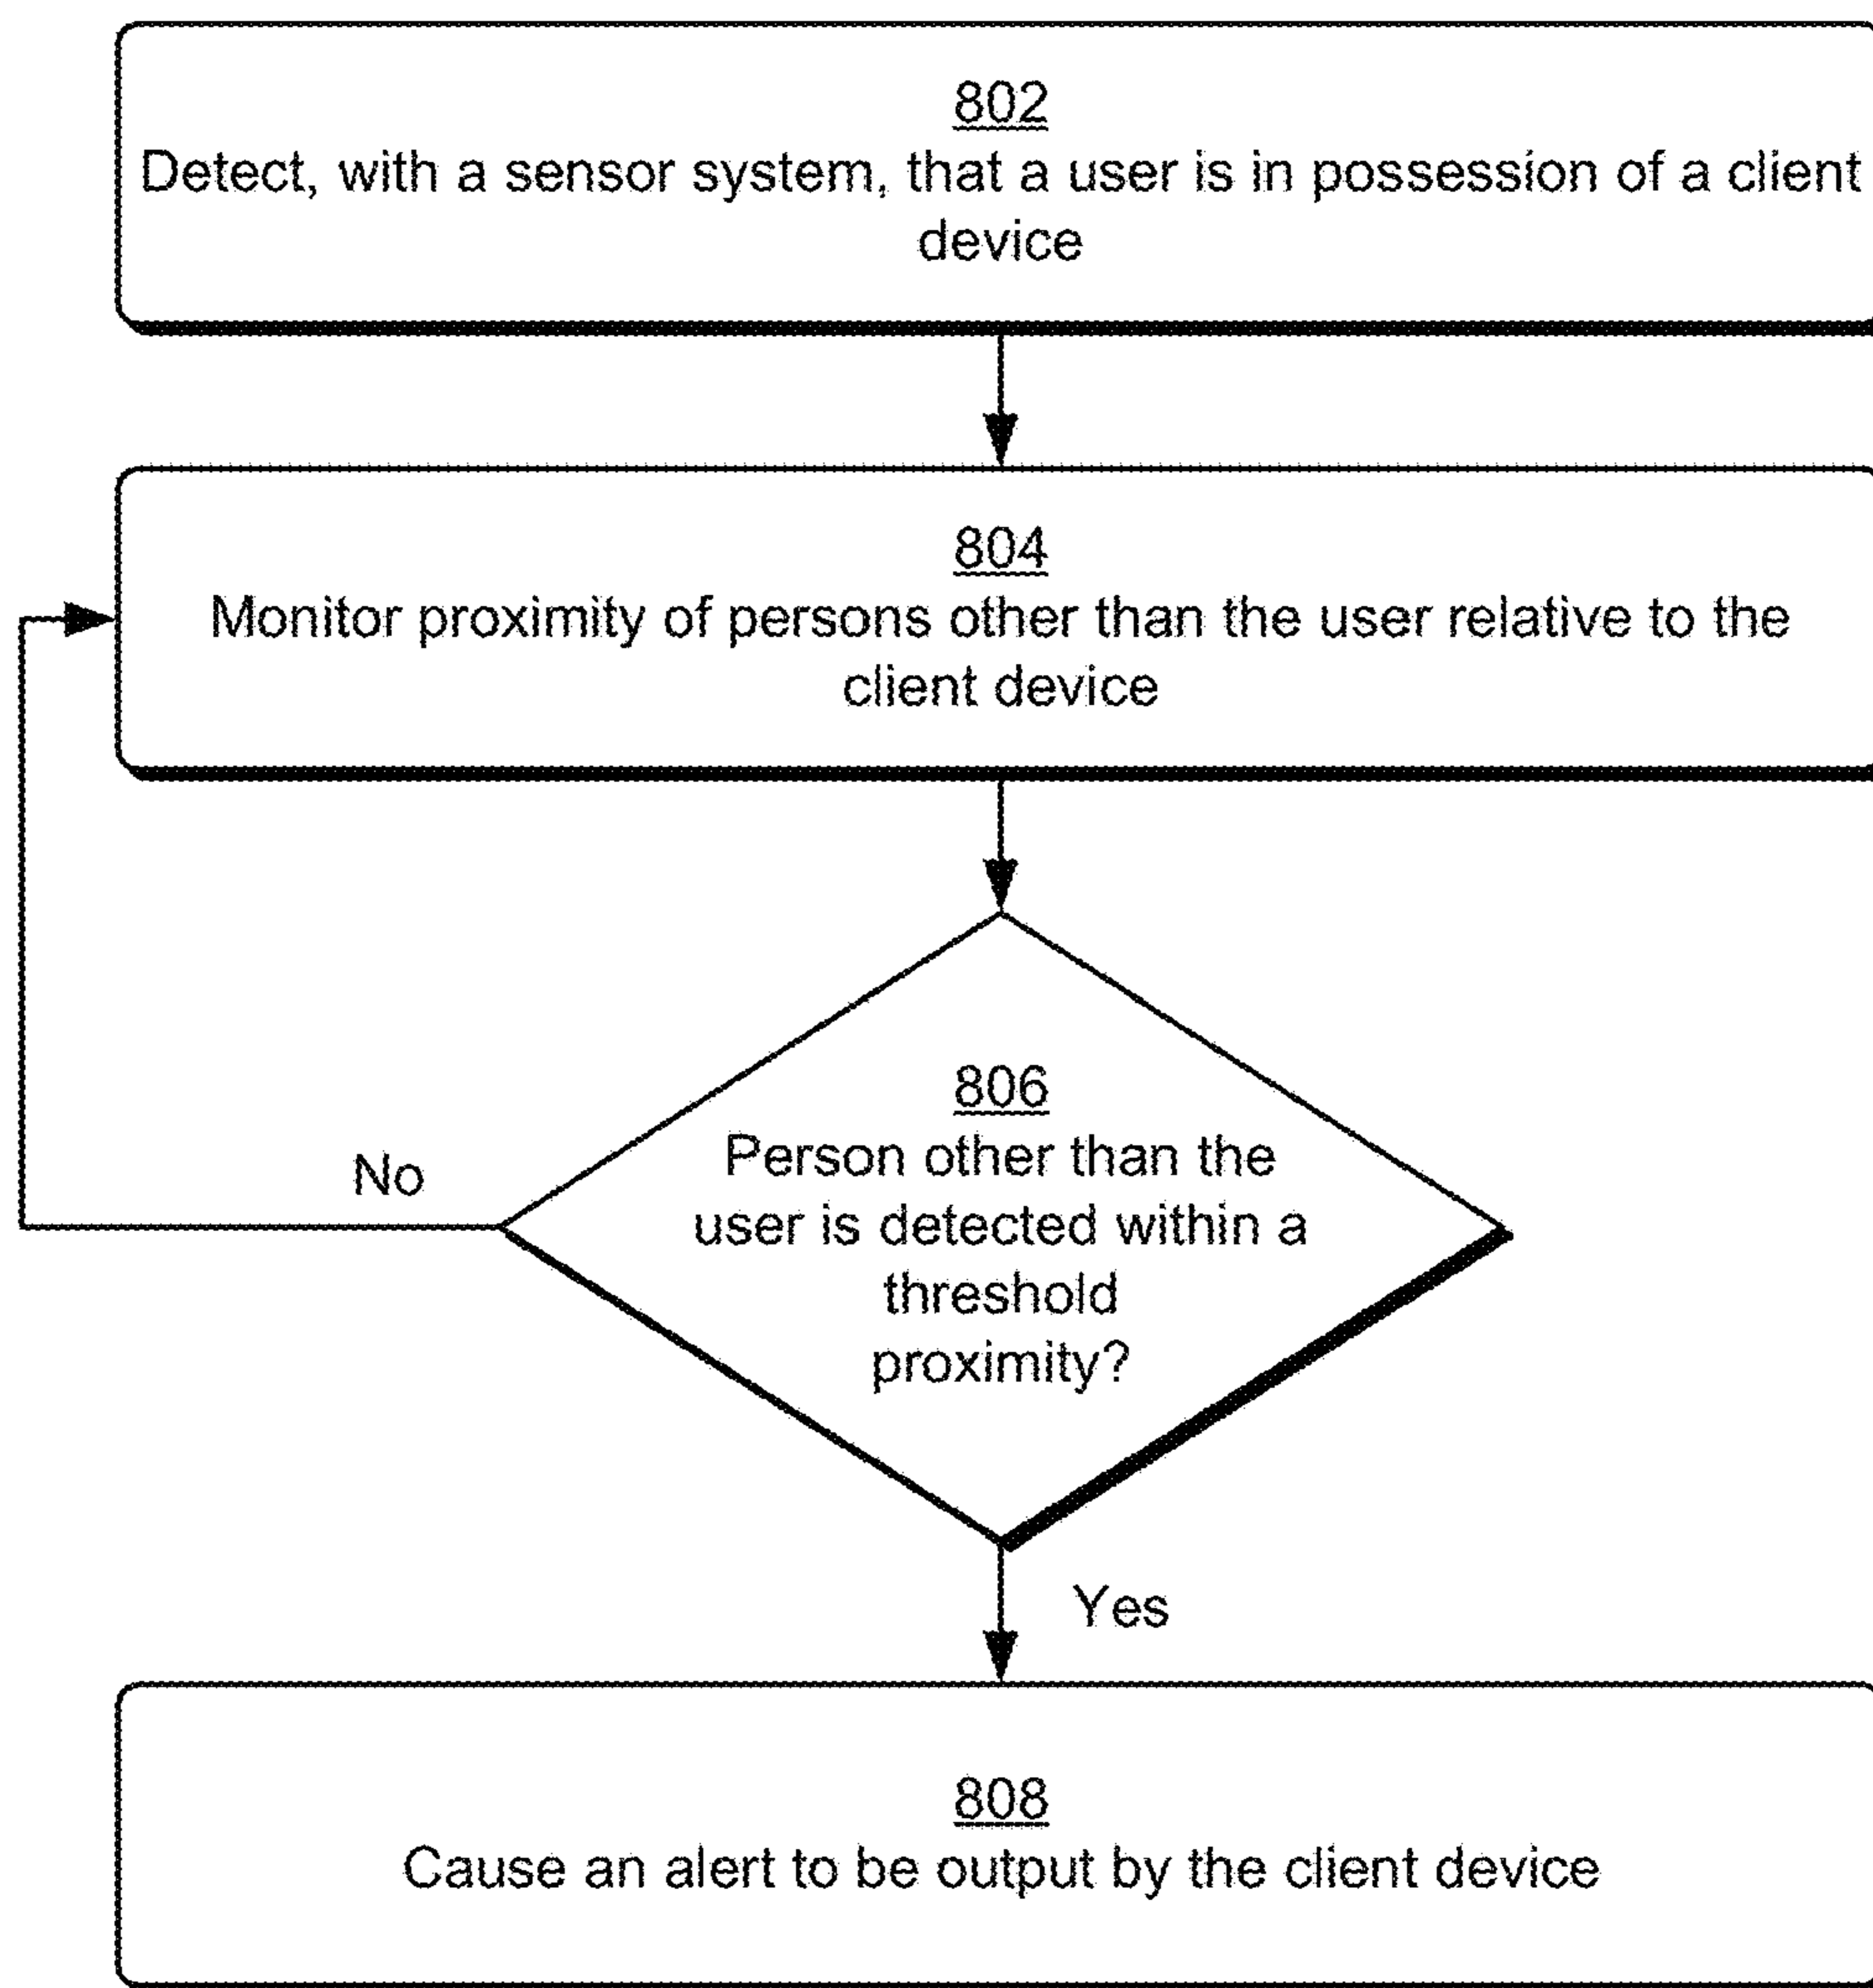 802
Detect, with a sensor system, that a user is in possession of a client
device
804
Monitor proximity of persons other than the user relative to the
client device
806
Person other than the
user is detected within a
threshold
proximity?
No
Yes
808
Cause an alert to be output by the client device